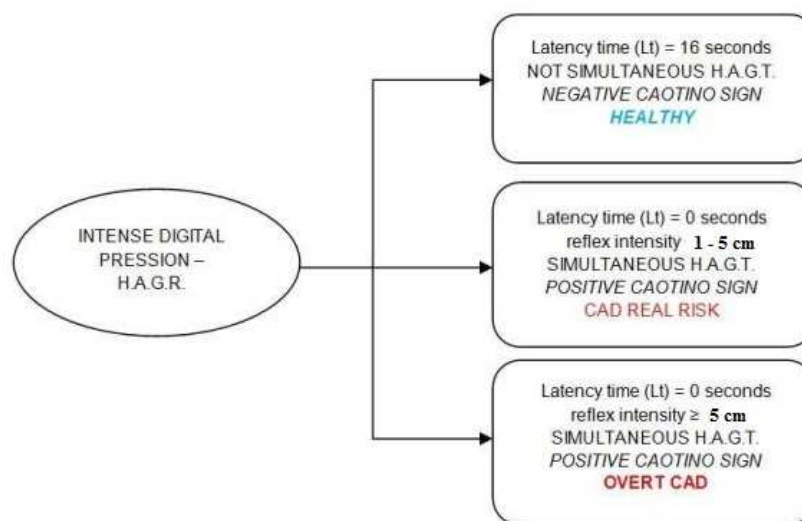 INTENSE DIGITAL
PRESSION –
H.A.G.R.
Latency time (Lt) = 16 seconds
NOT SIMULTANEOUS H.A.G.T.
NEGATIVE CAOTINO SIGN
HEALTHY
Latency time (Lt) = 0 seconds
reflex intensity 1 - 5 cm
SIMULTANEOUS H.A.G.T.
POSITIVE CAOTINO SIGN
CAD REAL RISK
Latency time (Lt) = 0 seconds
reflex intensity ≥ 5 cm
SIMULTANEOUS H.A.G.T.
POSITIVE CAOTINO SIGN
OVERT CAD